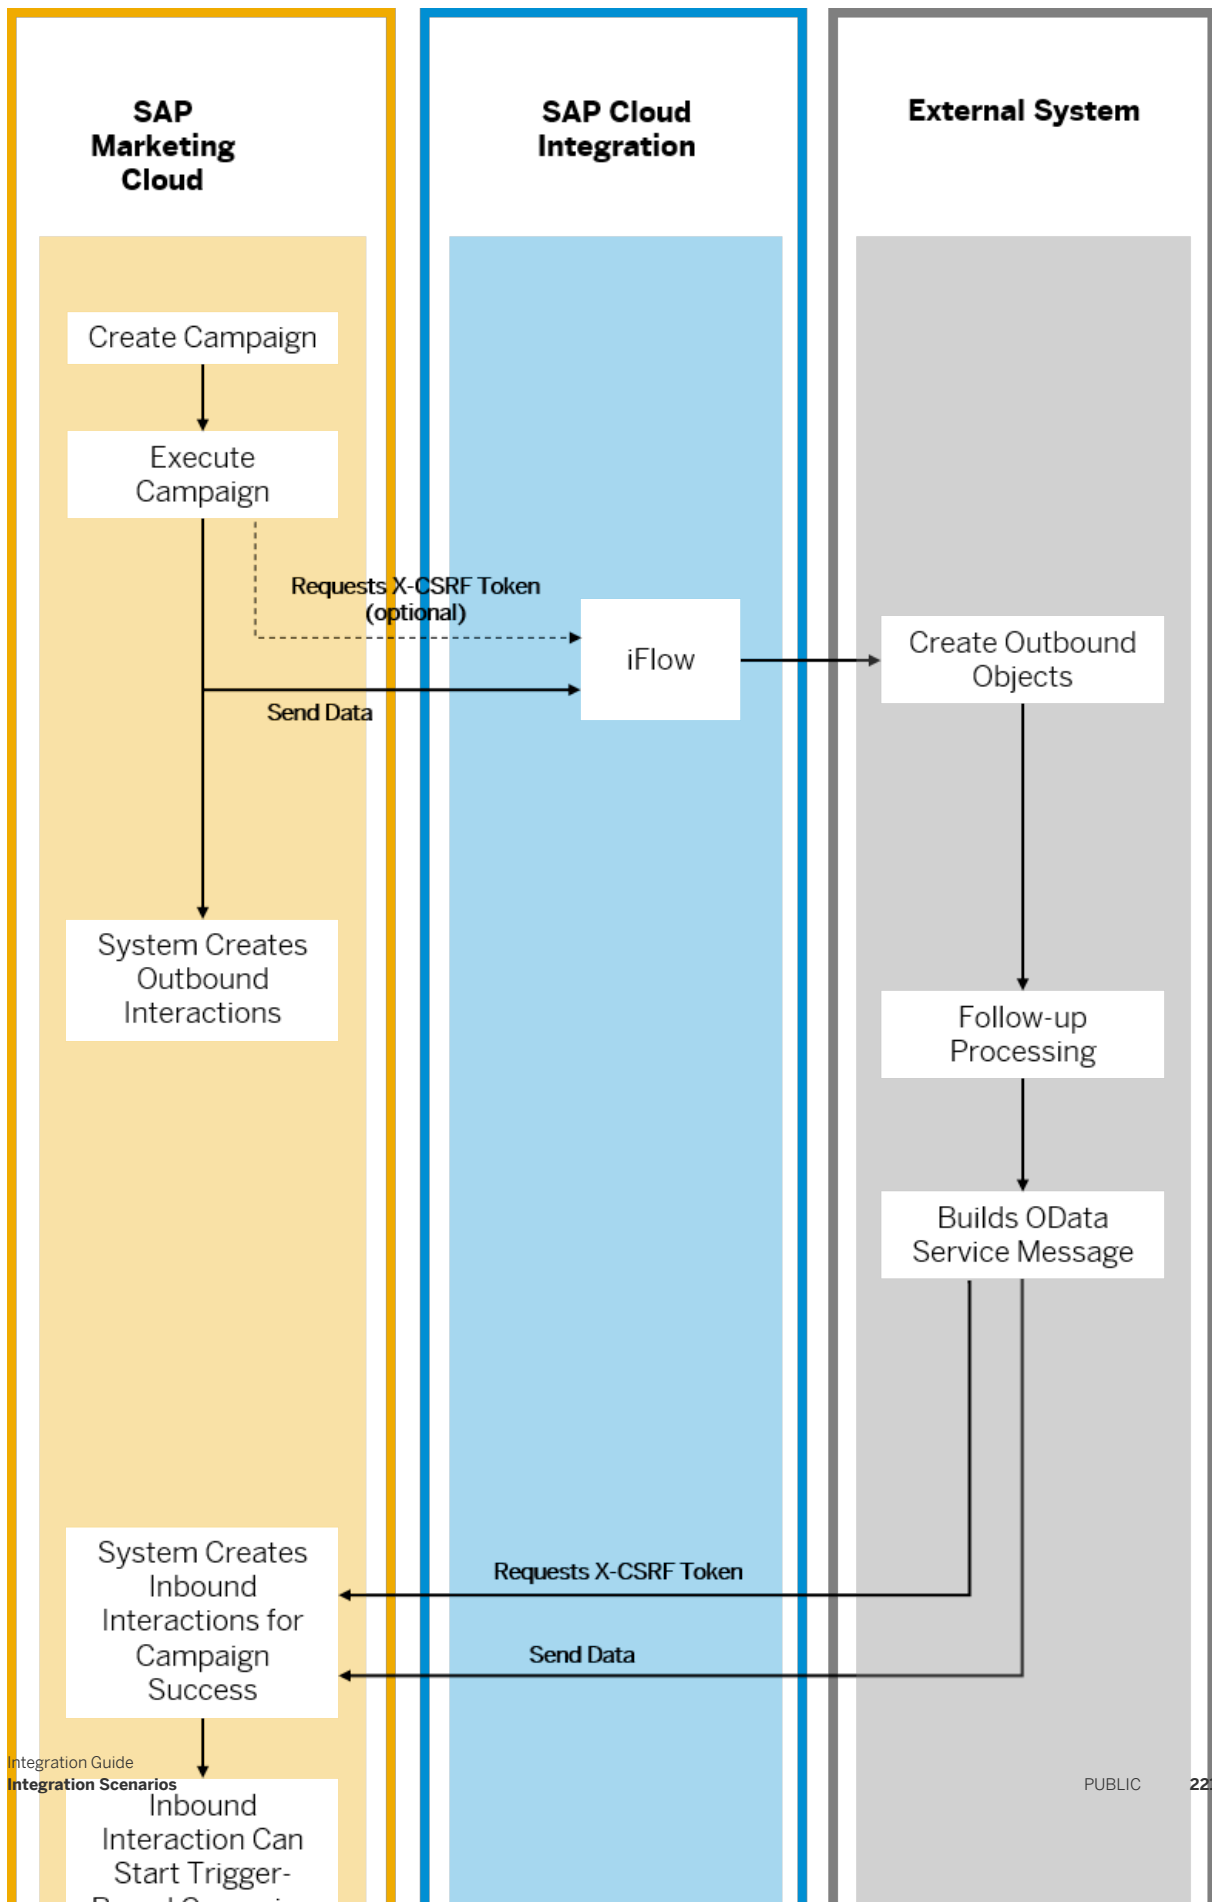 SAP
Marketing
Cloud
SAP Cloud
Integration
External System
Create Campaign
Execute
Campaign
Requests X-CSRF Token
(optional)
iFlow
Send Data
Create Outbound
Objects
System Creates
Outbound
Interactions
Follow-up
Processing
Builds OData
Service Message
System Creates
Inbound
Interactions for
Campaign
Success
Requests X-CSRF Token
Send Data
Integration Guide
Integration Scenarios
PUBLIC
Inbound
Interaction Can
Start Trigger-